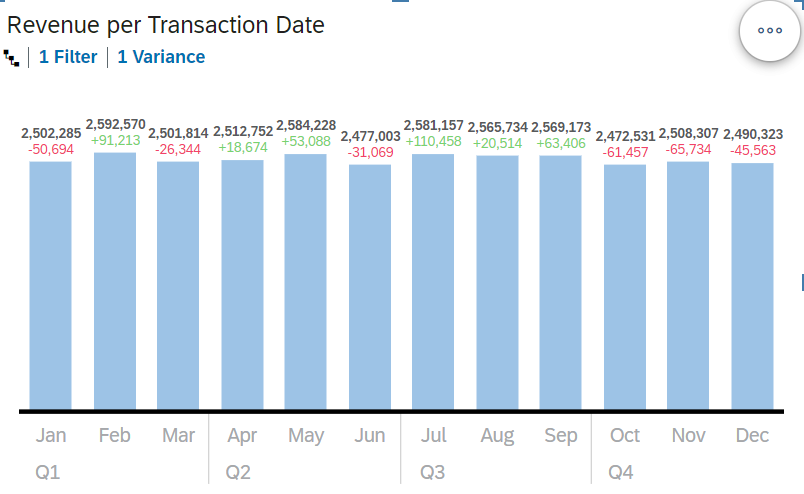 Revenue per Transaction Date
1 Filter | 1 Variance
2,502,285 2,592,570 2,501,814 2,512,752 2,584,228 2,477,003 2,581,157 2,565,734 2,569,173 2,472,531 2,508,307 2,490,323
-50,694 +91,213 -26,344 +18,674 +53,088 -31,069 +110,458 +20,514 +63,406 -61,457 -65,734 -45,563
Jan Feb Mar Apr May Jun Jul Aug Sep Oct Nov Dec
Q1 Q2 Q3 Q4